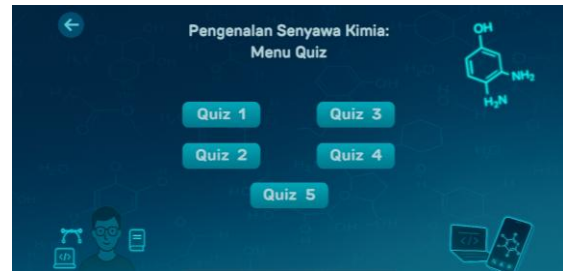 Pengenalan Senyawa Kimia:
Menu Quiz
OH
NH₂
H₂N
Quiz 1
Quiz 3
Quiz 2
Quiz 4
Quiz 5
</>
</>